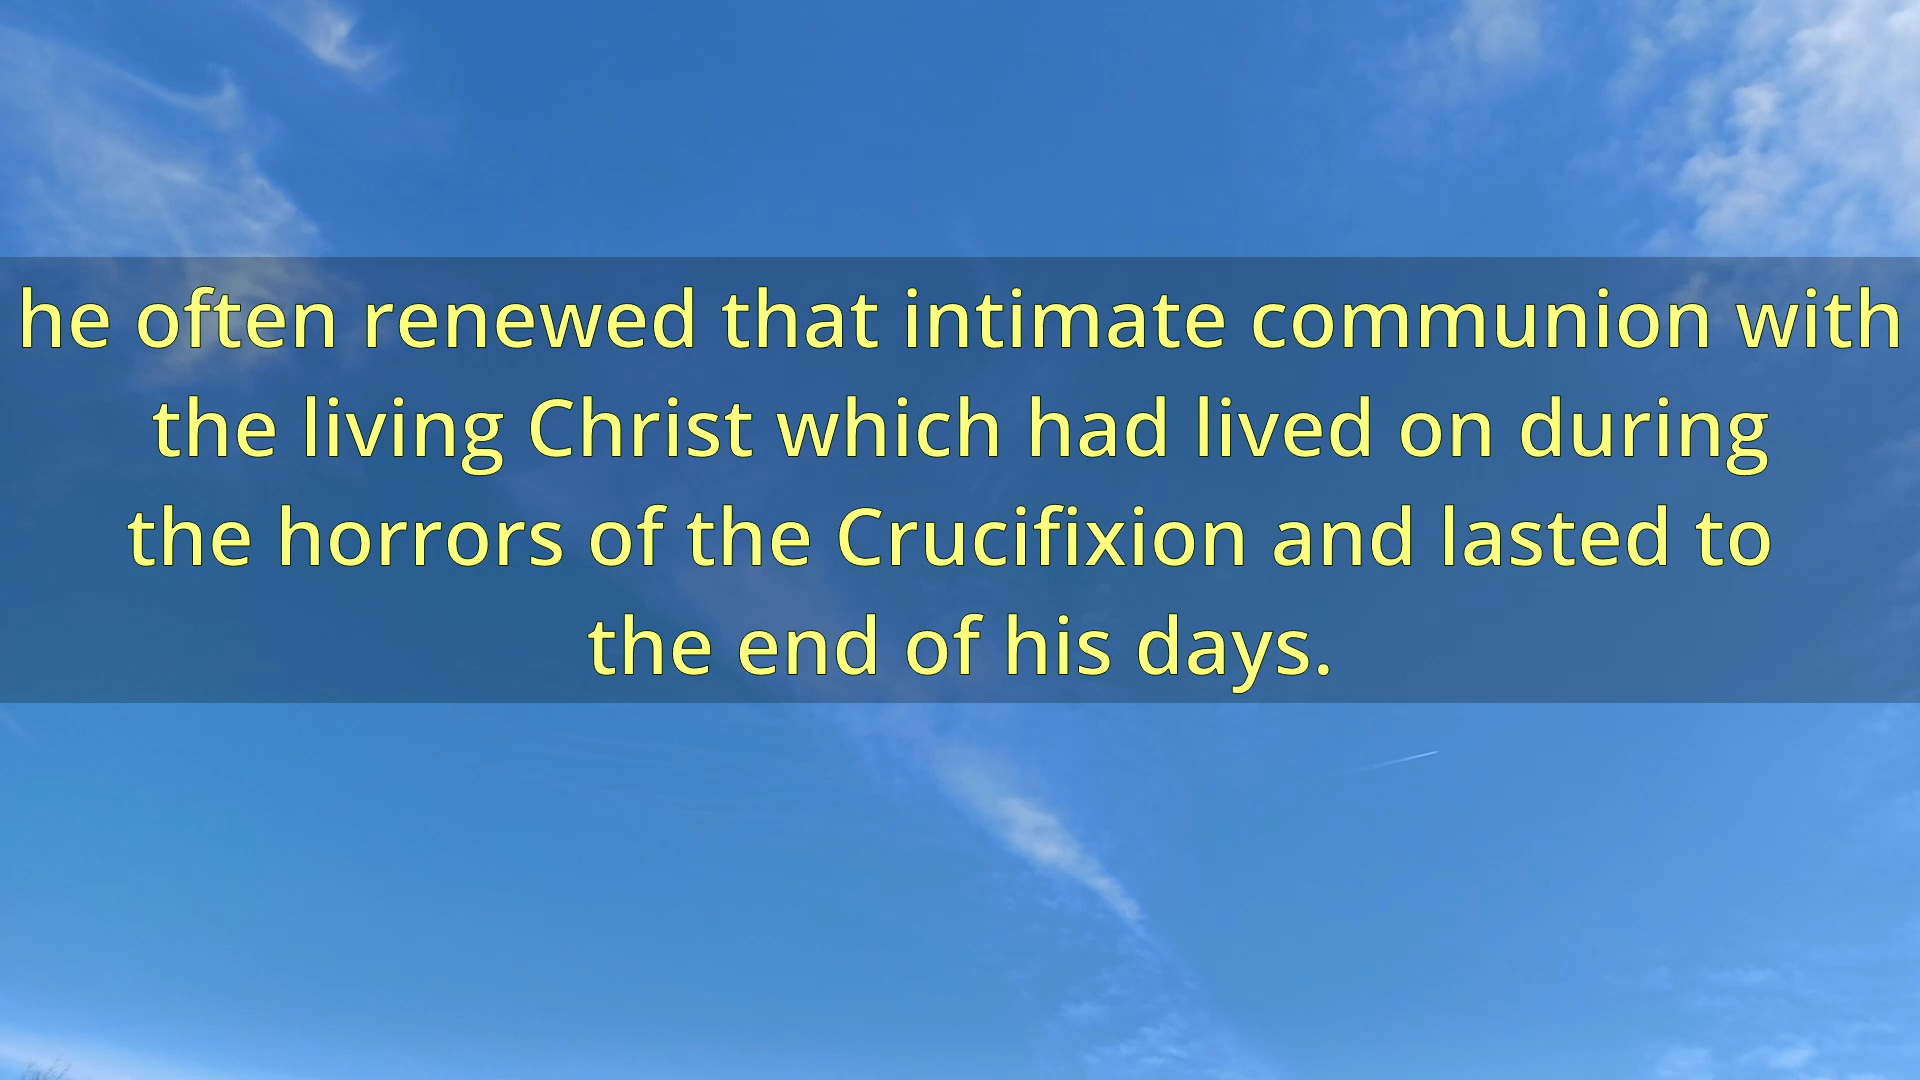 he often renewed that intimate communion with
the living Christ which had lived on during
the horrors of the Crucifixion and lasted to
the end of his days.